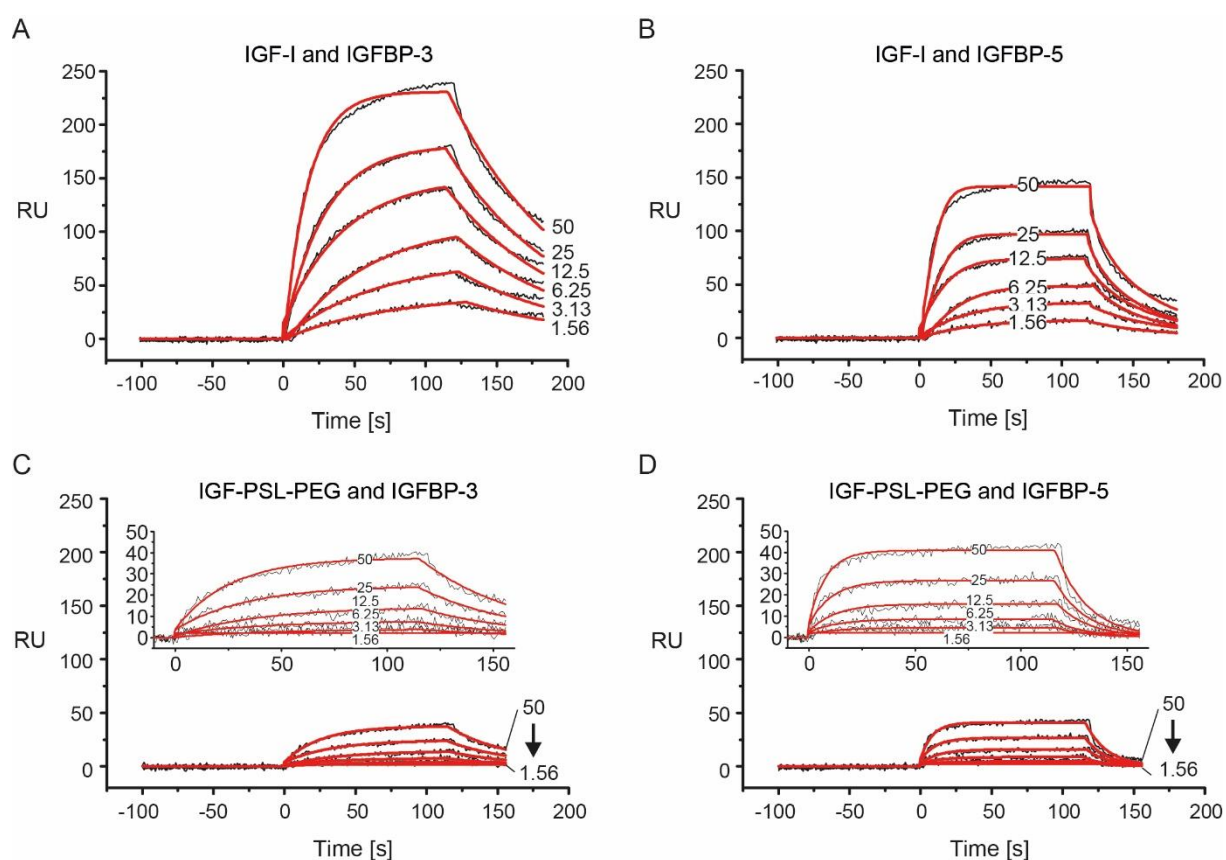 A
IGF-I and IGFBP-3
250
200
150
RU
100
50
0
50
25
12.5
6.25
3.13
1.56
-100 -50 0 50 100 150 200
Time [s]
B
IGF-I and IGFBP-5
250
200
150
RU
100
50
0
50
25
12.5
6.25
3.13
1.56
-100 -50 0 50 100 150 200
Time [s]
C
IGF-PSL-PEG and IGFBP-3
250
200
150
RU
100
50
0
50
40
30
20
10
0
50
25
12.5
6.25
3.13
1.56
0 50 100 150
50
1.56
-100 -50 0 50 100 150 200
Time [s]
D
IGF-PSL-PEG and IGFBP-5
250
200
150
RU
100
50
0
50
40
30
20
10
0
50
25
12.5
6.25
3.13
1.56
0 50 100 150
50
1.56
-100 -50 0 50 100 150 200
Time [s]